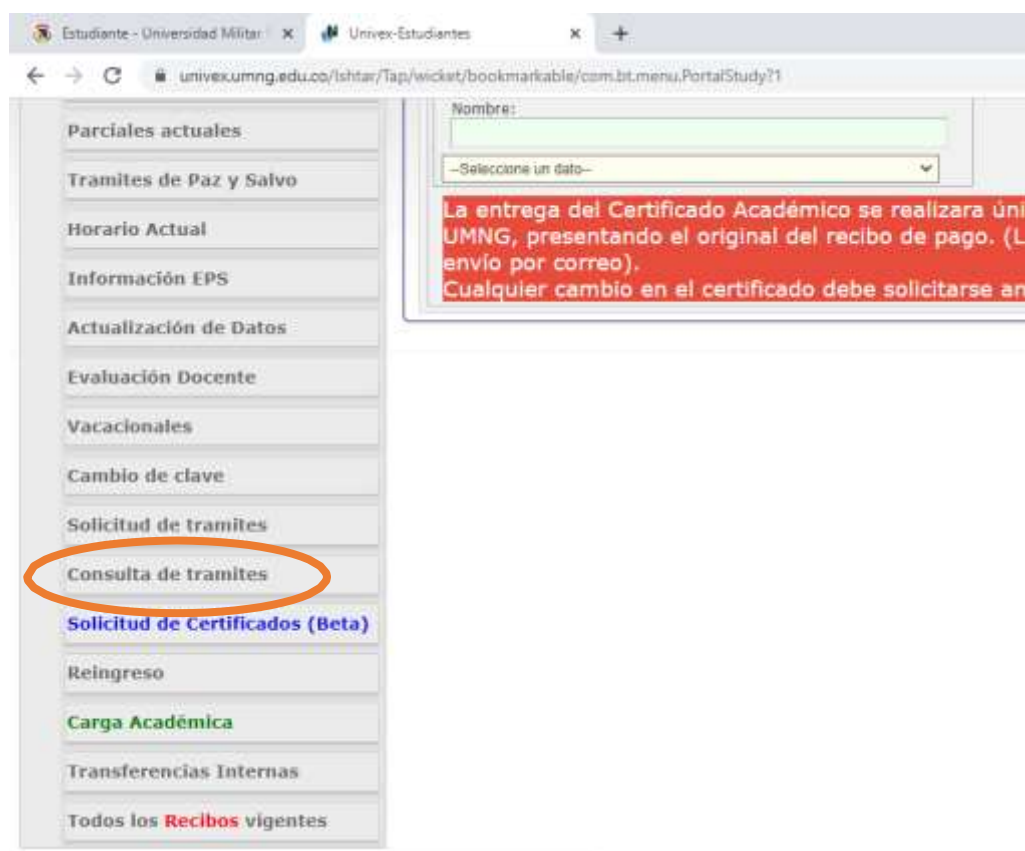 Estudiante - Universidad Militar
Univex-Estudiantes
univex.umng.edu.co/Ishtar/Tap/wicket/bookmarkable/com.bt.menu.PortalStudy?1
Parciales actuales
Tramites de Paz y Salvo
Horario Actual
Información EPS
Actualización de Datos
Evaluación Docente
Vacacionales
Cambio de clave
Solicitud de tramites
Consulta de tramites
Solicitud de Certificados (Beta)
Reingreso
Carga Académica
Transferencias Internas
Todos los Recibos vigentes
Nombre:
--Seleccione un dato--
La entrega del Certificado Académico se realizara úni
UMNG, presentando el original del recibo de pago. (L
envío por correo).
Cualquier cambio en el certificado debe solicitarse an